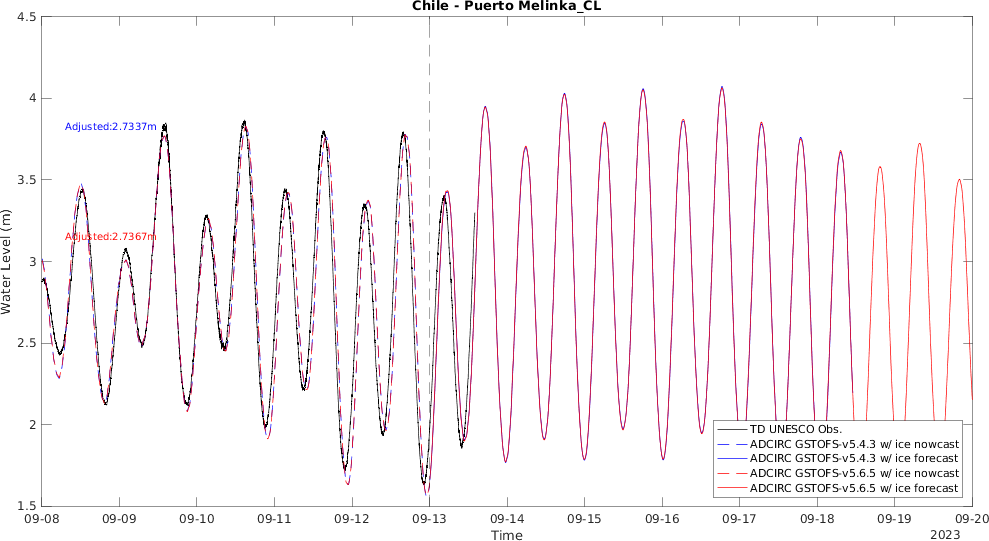 Chile - Puerto Melinka_CL
4.5
4
3.5
3
2.5
2
1.5
Water Level (m)
Adjusted:2.7337m
Adjusted:2.7367m
TD UNESCO Obs.
ADCIRC GSTOFS-v5.4.3 w/ ice nowcast
ADCIRC GSTOFS-v5.4.3 w/ ice forecast
ADCIRC GSTOFS-v5.6.5 w/ ice nowcast
ADCIRC GSTOFS-v5.6.5 w/ ice forecast
09-08 09-09 09-10 09-11 09-12 09-13 09-14 09-15 09-16 09-17 09-18 09-19 09-20
Time
2023